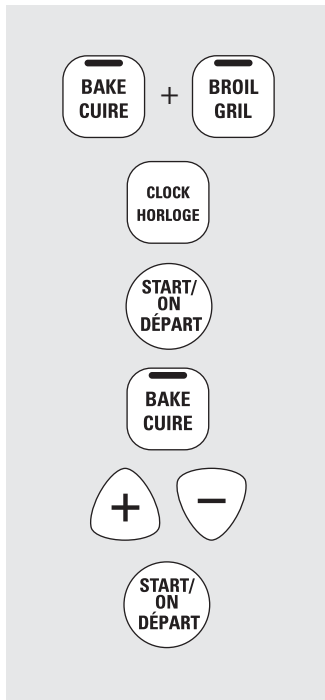 BAKE
CUIRE
+
BROIL
GRIL
CLOCK
HORLOGE
START/
ON
DÉPART
BAKE
CUIRE
+ −
START/
ON
DÉPART